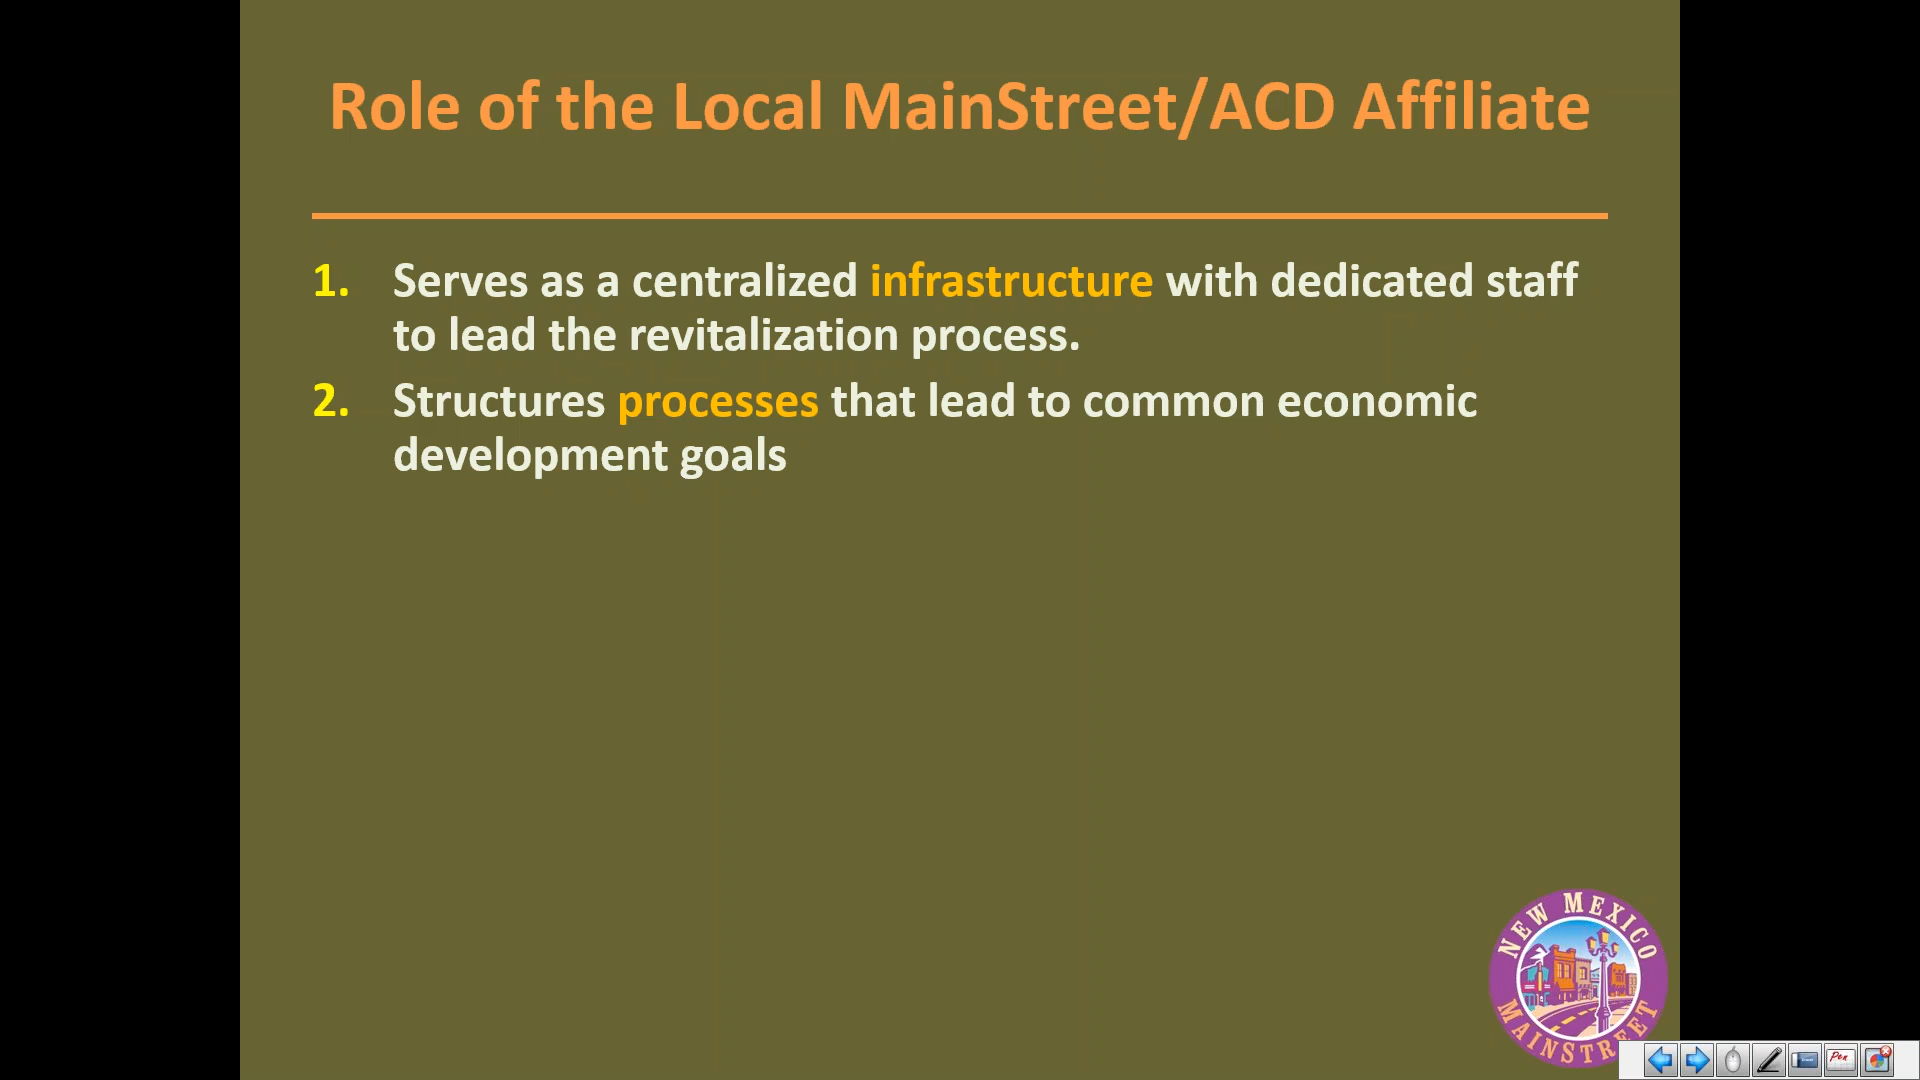 Role of the Local MainStreet/ACD Affiliate
1. Serves as a centralized infrastructure with dedicated staff
to lead the revitalization process.
2. Structures processes that lead to common economic
development goals
NEW MEXICO
MAINSTREET
Pen